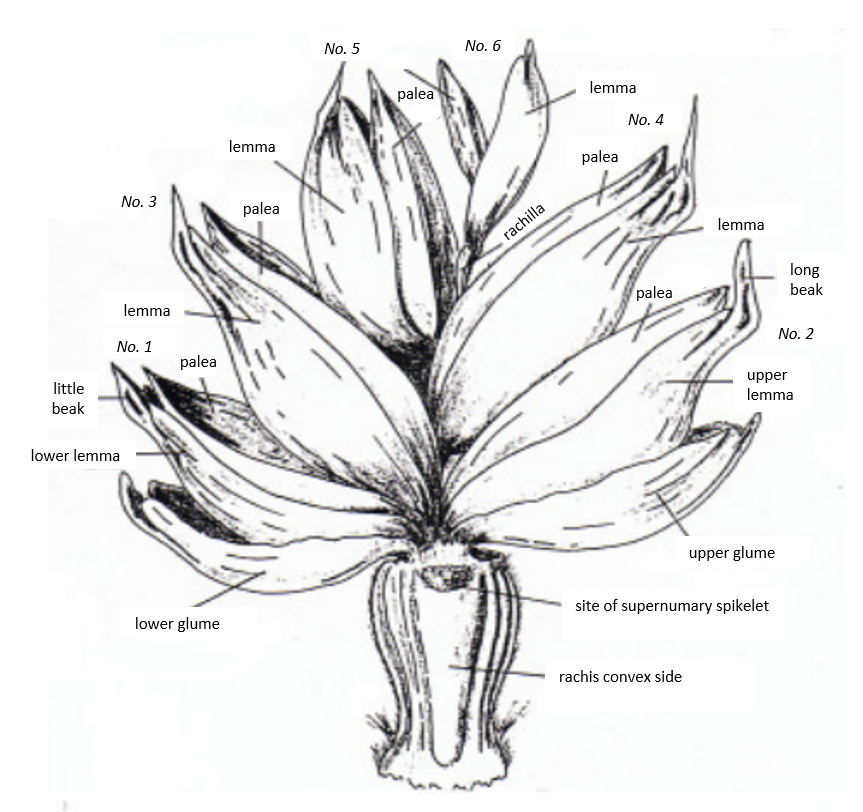 No. 5
No. 6
palea
lemma
No. 4
lemma
palea
No. 3
palea
rachilla
lemma
long
beak
lemma
palea
No. 1
No. 2
palea
little
beak
upper
lemma
lower lemma
upper glume
site of supernumary spikelet
lower glume
rachis convex side